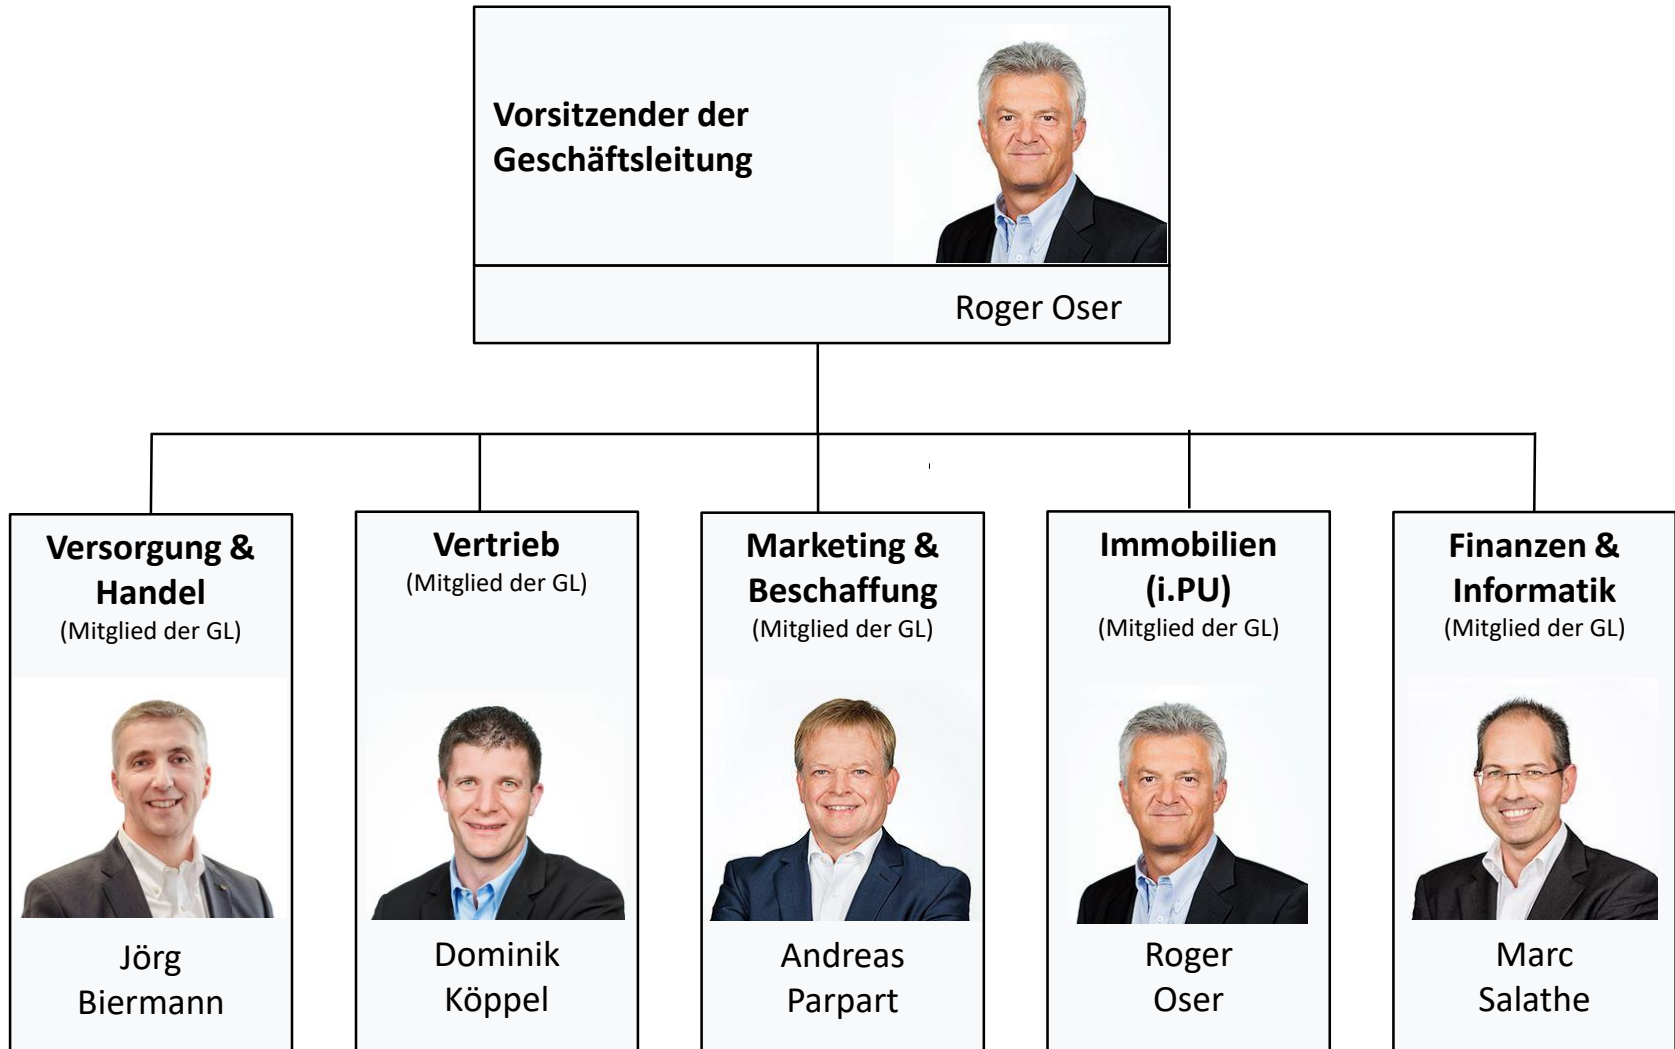 Vorsitzender der
Geschäftsleitung
Roger Oser
Versorgung &
Handel
(Mitglied der GL)
Jörg
Biermann
Vertrieb
(Mitglied der GL)
Dominik
Köppel
Marketing &
Beschaffung
(Mitglied der GL)
Andreas
Parpart
Immobilien
(i.PU)
(Mitglied der GL)
Roger
Oser
Finanzen &
Informatik
(Mitglied der GL)
Marc
Salathe